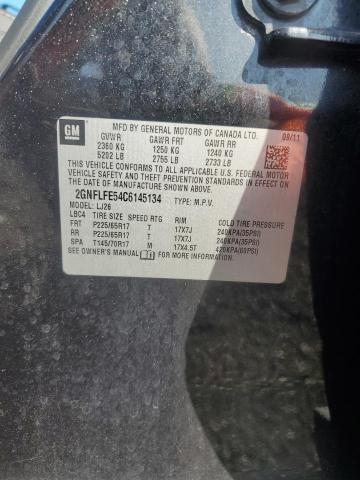 GM
MFD BY GENERAL MOTORS OF CANADA LTD.
GVWR GAWR FRT GAWR RR 09/11
2360 KG 1250 KG 1240 KG
5202 LB 2755 LB 2733 LB
THIS VEHICLE CONFORMS TO ALL APPLICABLE
U.S. FEDERAL MOTOR VEHICLE SAFETY, BUMPER,
AND THEFT PREVENTION STANDARDS IN EFFECT
ON THE DATE OF MANUFACTURE SHOWN ABOVE.
2GNFLFE54C6145134 TYPE: M.P.V.
MODEL: LJ26
LBC4 TIRE SIZE SPEED RTG RIM COLD TIRE PRESSURE
FRT P225/65R17 T 17X7J 240KPA(35PSI)
RR P225/65R17 T 17X7J 240KPA(35PSI)
SPA T145/70R17 M 17X4.5T 420KPA(60PSI)
SEE OWNER'S MANUAL FOR MORE INFORMATION.